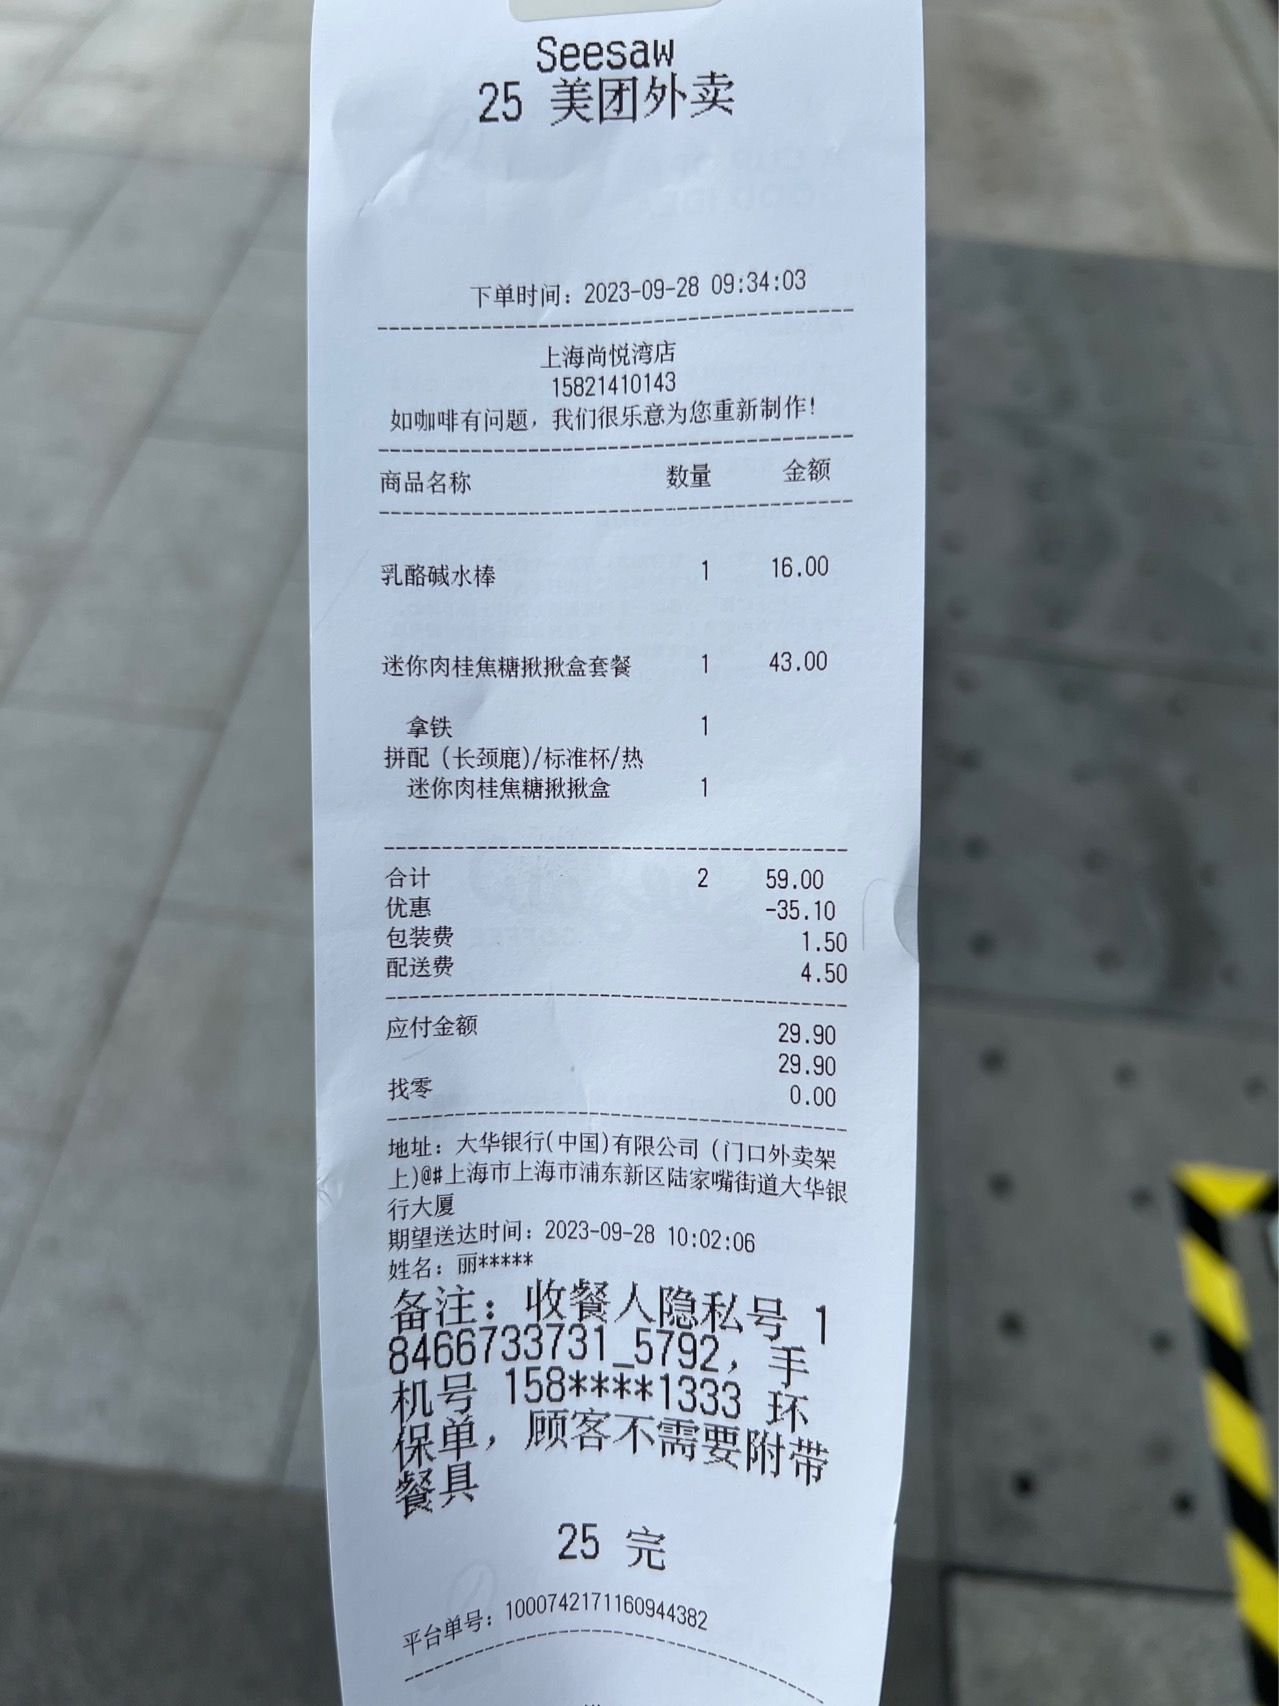 Seesaw
25 美团外卖
下单时间：2023-09-28 09:34:03
上海尚悦湾店
15821410143
如咖啡有问题，我们很乐意为您重新制作！
商品名称 数量 金额
乳酪碱水棒 1 16.00
迷你肉桂焦糖揪揪盒套餐 1 43.00
拿铁 1
拼配（长颈鹿)/标准杯/热
迷你肉桂焦糖揪揪盒 1
合计 2 59.00
优惠 -35.10
包装费 1.50
配送费 4.50
应付金额 29.90
29.90
找零 0.00
地址：大华银行(中国)有限公司（门口外卖架
上)@#上海市上海市浦东新区陆家嘴街道大华银
行大厦
期望送达时间：2023-09-28 10:02:06
姓名：丽*****
备注：收餐人隐私号 1
8466733731_5792，手
机号 158****1333 环
保单，顾客不需要附带
餐具
25 完
平台单号：1000742171160944382